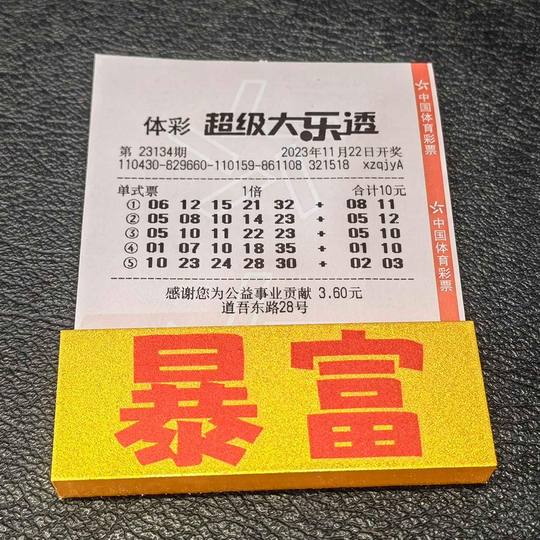 体彩 超级大乐透
第 23134期 2023年11月22日开奖
110430-829660-110159-861108 321518 xzqjyA
单式票 1倍 合计10元
① 06 12 15 21 32 + 08 11
② 05 08 10 14 23 + 05 12
③ 05 10 11 22 23 + 05 10
④ 01 07 10 18 35 + 01 10
⑤ 10 23 24 28 30 + 02 03
感谢您为公益事业贡献 3.60元
道吾东路28号
中国体育彩票
中国体育彩票
暴富